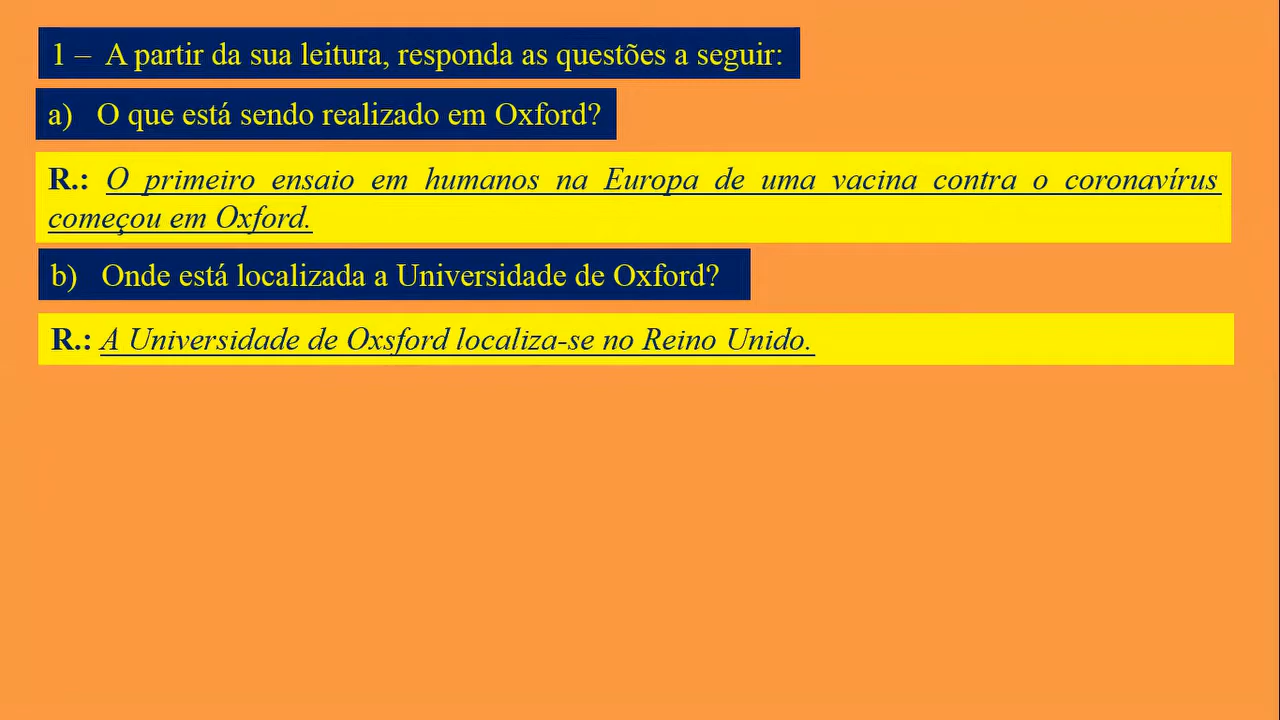 1 – A partir da sua leitura, responda as questões a seguir:
a) O que está sendo realizado em Oxford?
R.: O primeiro ensaio em humanos na Europa de uma vacina contra o coronavírus
começou em Oxford.
b) Onde está localizada a Universidade de Oxford?
R.: A Universidade de Oxsford localiza-se no Reino Unido.